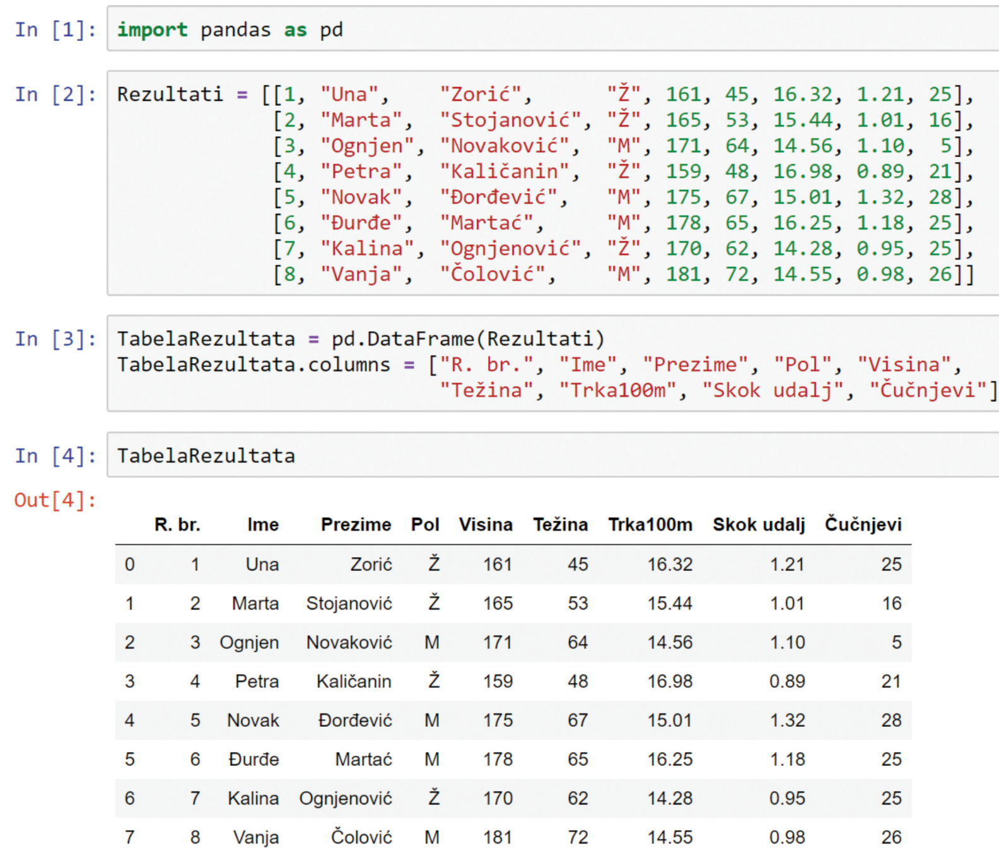 In [1]: import pandas as pd
In [2]: Rezultati = [[1, "Una", "Zorić", "Ž", 161, 45, 16.32, 1.21, 25],
[2, "Marta", "Stojanović", "Ž", 165, 53, 15.44, 1.01, 16],
[3, "Ognjen", "Novaković", "M", 171, 64, 14.56, 1.10, 5],
[4, "Petra", "Kaličanin", "Ž", 159, 48, 16.98, 0.89, 21],
[5, "Novak", "Đorđević", "M", 175, 67, 15.01, 1.32, 28],
[6, "Đurđe", "Martać", "M", 178, 65, 16.25, 1.18, 25],
[7, "Kalina", "Ognjenović", "Ž", 170, 62, 14.28, 0.95, 25],
[8, "Vanja", "Čolović", "M", 181, 72, 14.55, 0.98, 26]]
In [3]: TabelaRezultata = pd.DataFrame(Rezultati)
TabelaRezultata.columns = ["R. br.", "Ime", "Prezime", "Pol", "Visina",
"Težina", "Trka100m", "Skok udalj", "Čučnjevi"]
In [4]: TabelaRezultata
Out[4]:
R. br. Ime Prezime Pol Visina Težina Trka100m Skok udalj Čučnjevi
0 1 Una Zorić Ž 161 45 16.32 1.21 25
1 2 Marta Stojanović Ž 165 53 15.44 1.01 16
2 3 Ognjen Novaković M 171 64 14.56 1.10 5
3 4 Petra Kaličanin Ž 159 48 16.98 0.89 21
4 5 Novak Đorđević M 175 67 15.01 1.32 28
5 6 Đurđe Martać M 178 65 16.25 1.18 25
6 7 Kalina Ognjenović Ž 170 62 14.28 0.95 25
7 8 Vanja Čolović M 181 72 14.55 0.98 26